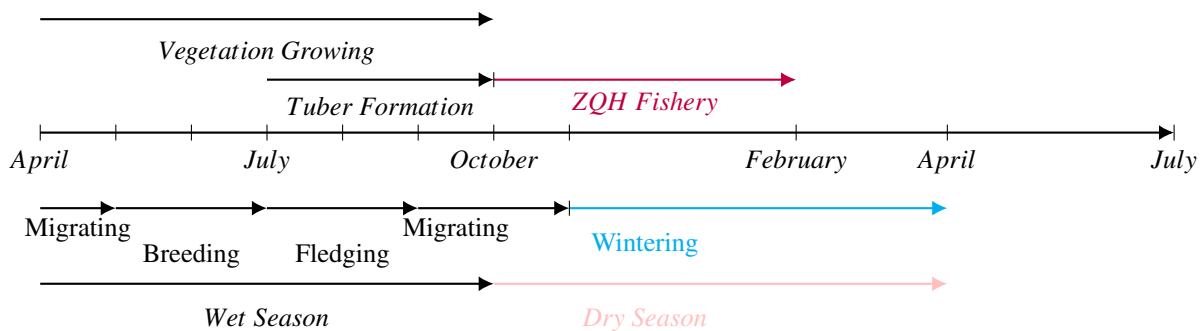 Vegetation Growing
Tuber Formation ZQH Fishery
April July October February April July
Migrating Breeding Fledging Migrating Wintering
Wet Season Dry Season